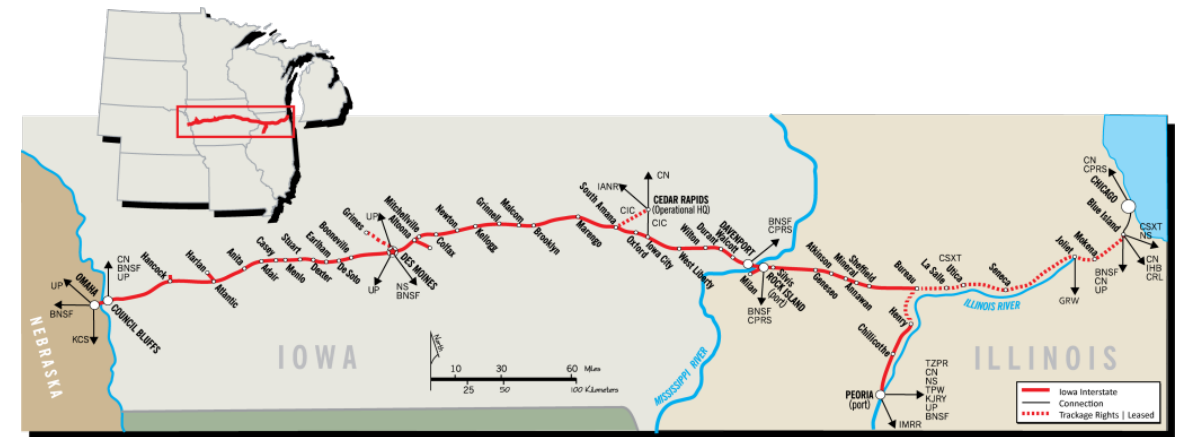 OMAHA
UP
BNSF
KCS
NEBRASKA
CN
BNSF
UP
COUNCIL BLUFFS
Hancock
Harlan
Atlantic
Anita
Casey
Adair
Stuart
Menlo
Earlham
Dexter
Booneville
De Soto
Grimes
UP
UP
DES MOINES
NS
BNSF
Mitchellville
Altoona
Colfax
Newton
Kellogg
Grinnell
Malcom
Brooklyn
Marengo
South Amana
IANR
CN
CIC
CIC
CEDAR RAPIDS
(Operational HQ)
Oxford
Iowa City
West Liberty
Wilton
Durant
Walcott
DAVENPORT
BNSF
CPRS
Milan
ROCK ISLAND
(port)
Silvis
BNSF
CPRS
Geneseo
Atkinson
Mineral
Annawan
Sheffield
Bureau
La Salle
CSXT
Utica
Seneca
Joliet
Mokena
Blue Island
CHICAGO
CN
CPRS
CSXT
NS
CN
IHB
CRL
BNSF
CN
UP
GRW
ILLINOIS RIVER
Henry
Chillicothe
PEORIA
(port)
TZPR
CN
NS
TPW
KJRY
UP
BNSF
IMRR
IOWA
ILLINOIS
MISSISSIPPI RIVER
North
10 30 60 Miles
25 50 100 Kilometers
Iowa Interstate
Connection
Trackage Rights | Leased